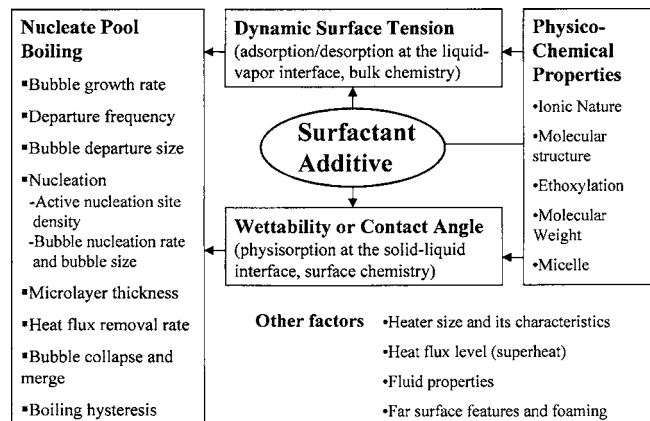 Nucleate Pool
Boiling
▪Bubble growth rate
▪Departure frequency
▪Bubble departure size
▪Nucleation
-Active nucleation site
density
-Bubble nucleation rate
and bubble size
▪Microlayer thickness
▪Heat flux removal rate
▪Bubble collapse and
merge
▪Boiling hysteresis
Dynamic Surface Tension
(adsorption/desorption at the liquid-
vapor interface, bulk chemistry)
Surfactant
Additive
Wettability or Contact Angle
(physisorption at the solid-liquid
interface, surface chemistry)
Physico-
Chemical
Properties
•Ionic Nature
•Molecular
structure
•Ethoxylation
•Molecular
Weight
•Micelle
Other factors
•Heater size and its characteristics
•Heat flux level (superheat)
•Fluid properties
•Far surface features and foaming